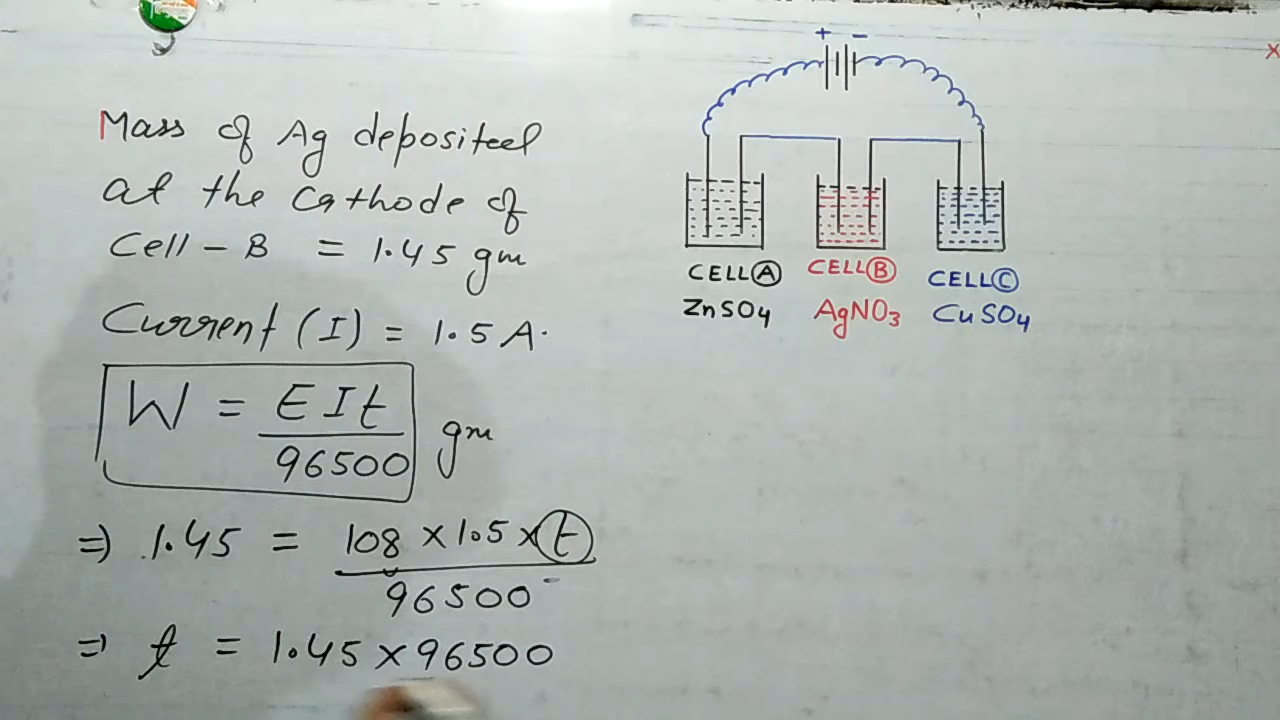 Mass of Ag deposited
at the cathode of
Cell - B = 1.45 gm
Current (I) = 1.5 A.
W = EIt / 96500 gm
⇒ 1.45 = 108 × 1.5 × t / 96500
⇒ t = 1.45 × 96500
+ -
CELL Ⓐ
ZnSO4
CELL Ⓑ
AgNO3
CELL Ⓒ
CuSO4
x